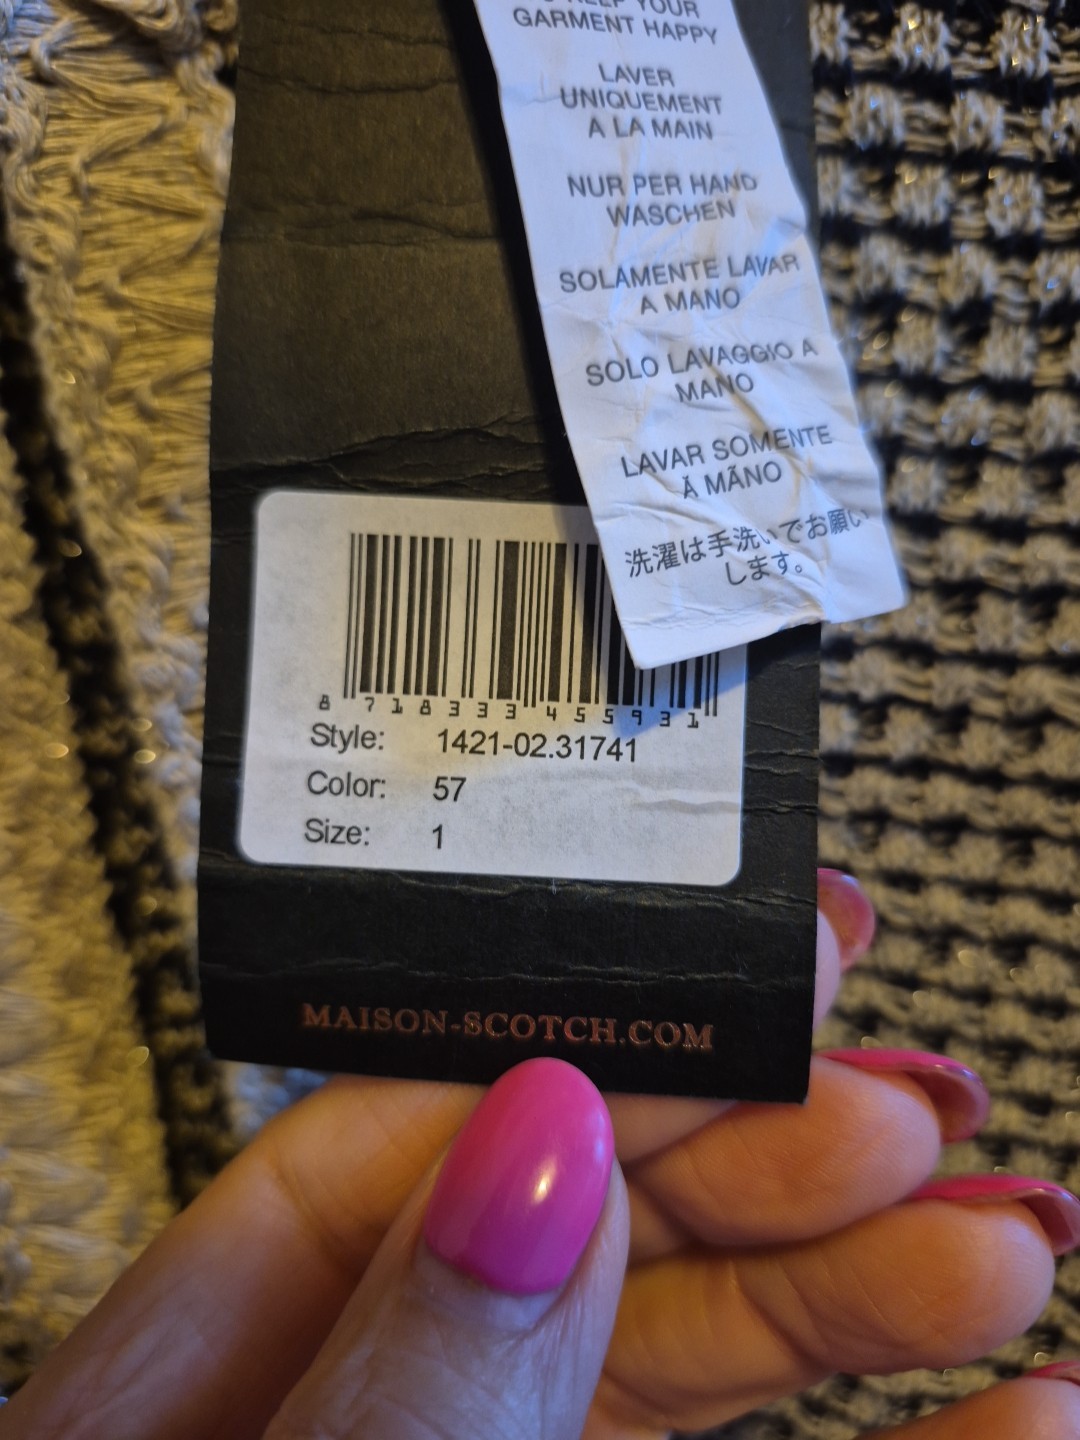 KEEP YOUR
GARMENT HAPPY
LAVER
UNIQUEMENT
A LA MAIN
NUR PER HAND
WASCHEN
SOLAMENTE LAVAR
A MANO
SOLO LAVAGGIO A
MANO
LAVAR SOMENTE
Ā MÃNO
洗濯は手洗いでお願い
します。
8 718333 455931
Style: 1421-02.31741
Color: 57
Size: 1
MAISON-SCOTCH.COM